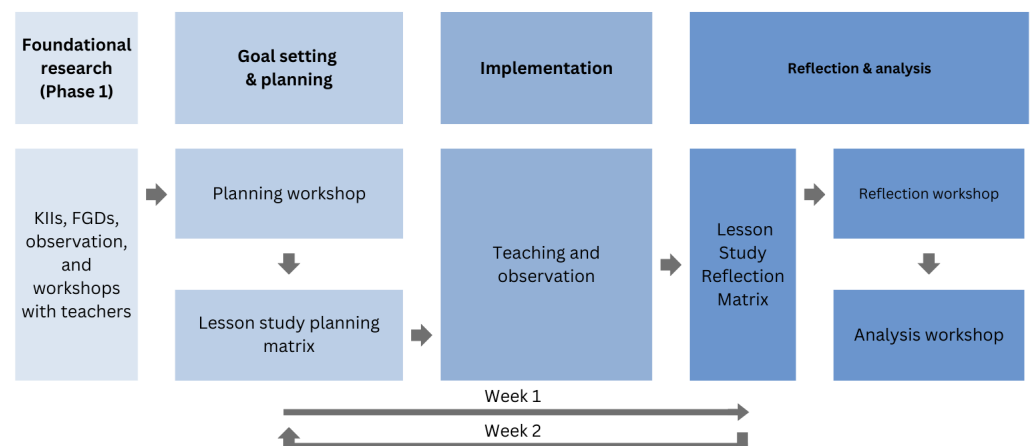 Foundational
research
(Phase 1)
Goal setting
& planning
Implementation
Reflection & analysis
KIIs, FGDs,
observation,
and
workshops
with teachers
Planning workshop
Lesson study planning
matrix
Teaching and
observation
Lesson
Study
Reflection
Matrix
Reflection workshop
Analysis workshop
Week 1
Week 2